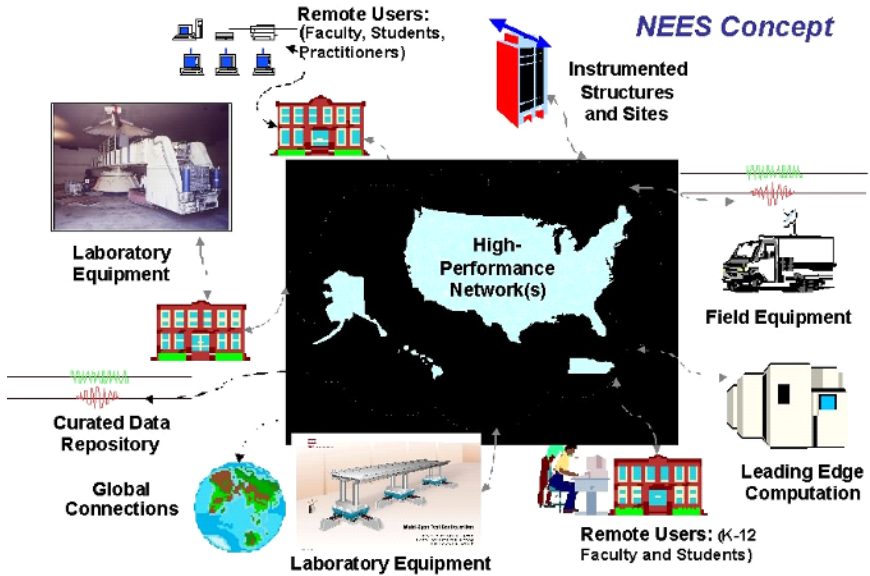 NEES Concept
Remote Users:
(Faculty, Students,
Practitioners)
Instrumented
Structures
and Sites
Laboratory
Equipment
High-
Performance
Network(s)
Field Equipment
Curated Data
Repository
Global
Connections
Leading Edge
Computation
Laboratory Equipment
Remote Users: (K-12
Faculty and Students)